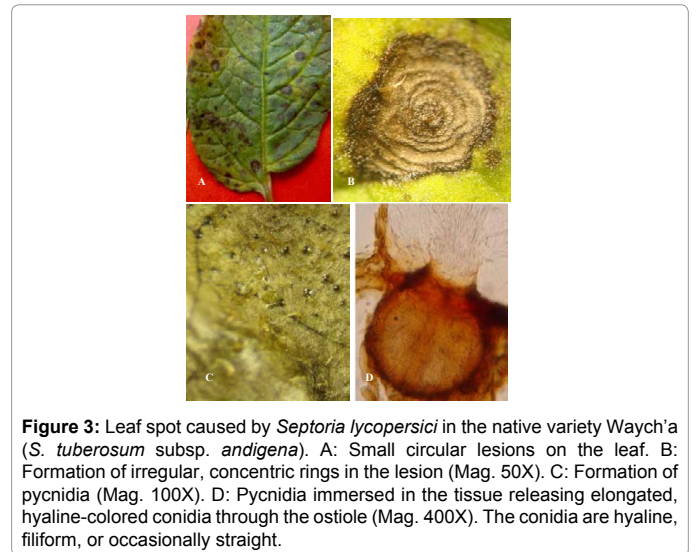 A
B
C
D
Figure 3: Leaf spot caused by Septoria lycopersici in the native variety Waych’a
(S. tuberosum subsp. andigena). A: Small circular lesions on the leaf. B:
Formation of irregular, concentric rings in the lesion (Mag. 50X). C: Formation of
pycnidia (Mag. 100X). D: Pycnidia immersed in the tissue releasing elongated,
hyaline-colored conidia through the ostiole (Mag. 400X). The conidia are hyaline,
filiform, or occasionally straight.